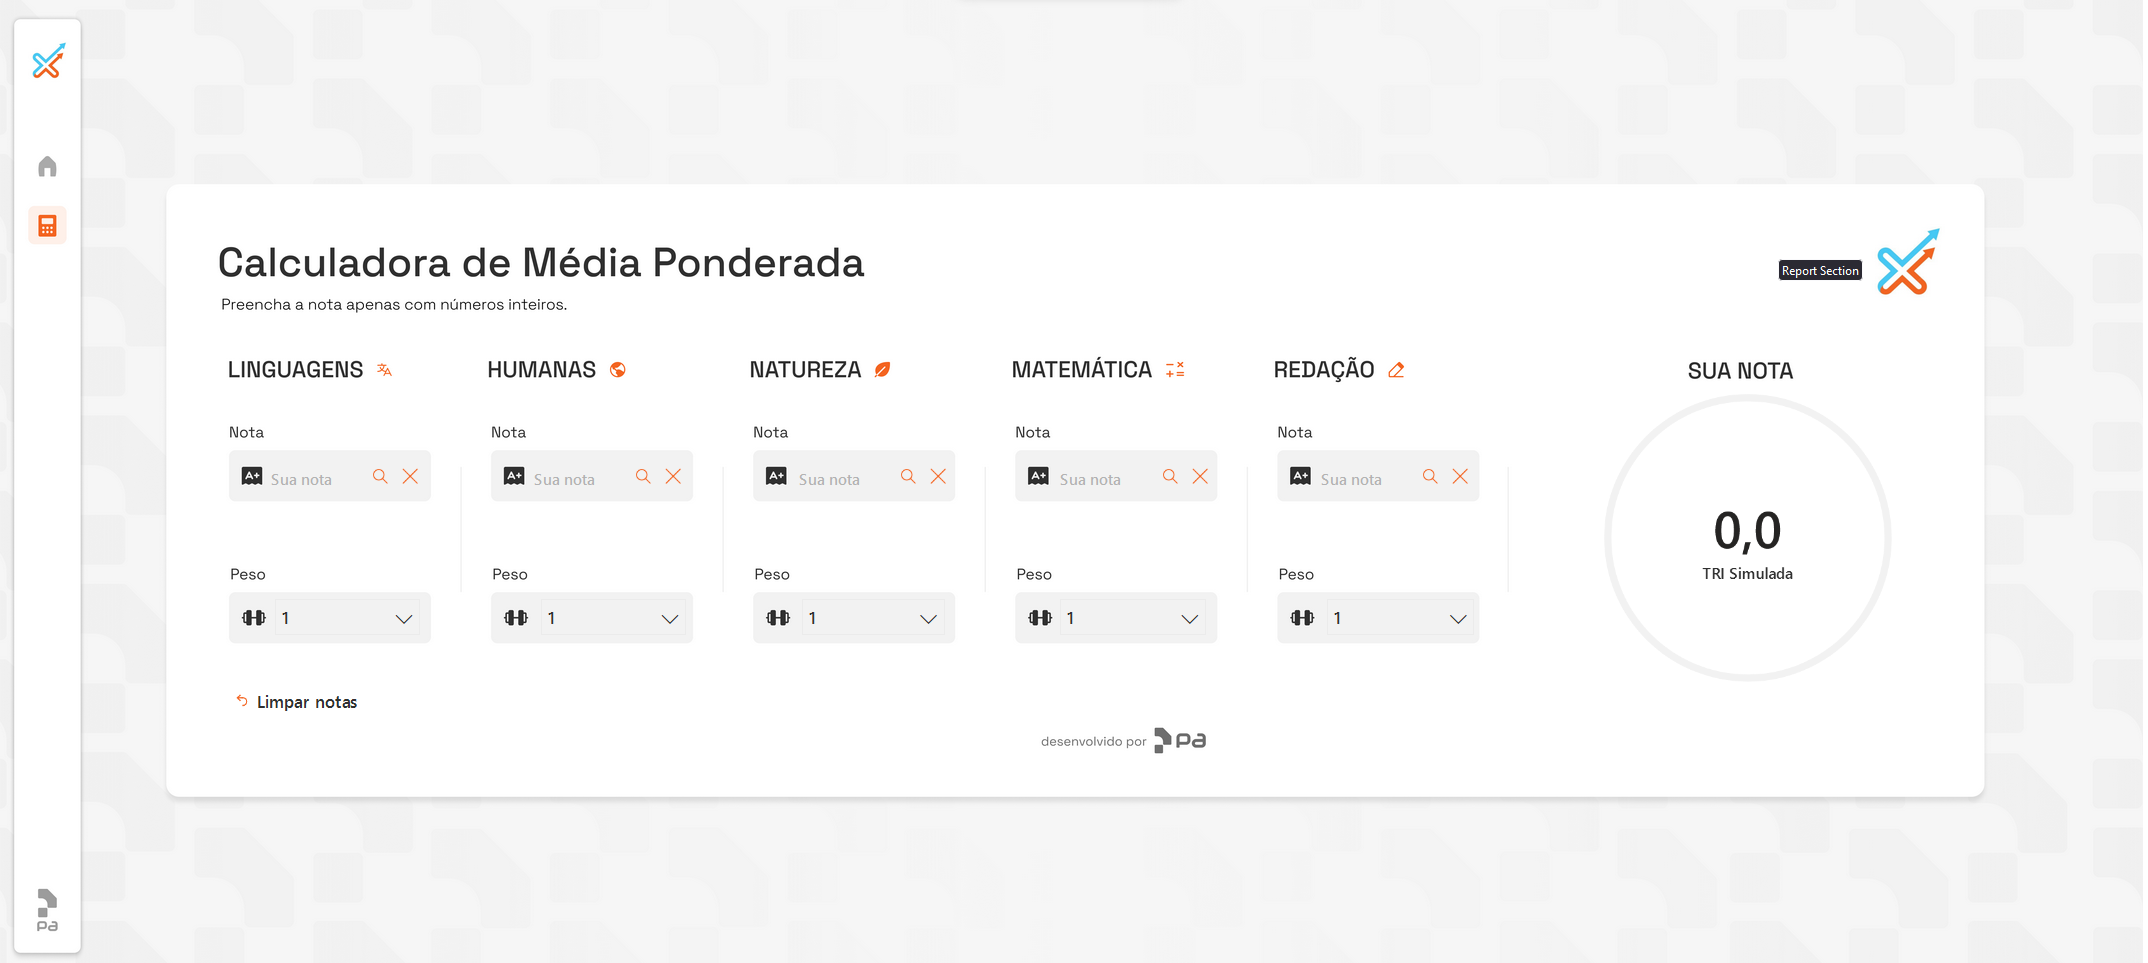 Calculadora de Média Ponderada
Preencha a nota apenas com números inteiros.
Report Section
LINGUAGENS
HUMANAS
NATUREZA
MATEMÁTICA
REDAÇÃO
SUA NOTA
Nota
Nota
Nota
Nota
Nota
A+ Sua nota
A+ Sua nota
A+ Sua nota
A+ Sua nota
A+ Sua nota
0,0
TRI Simulada
Peso
Peso
Peso
Peso
Peso
1
1
1
1
1
Limpar notas
desenvolvido por pa
pa